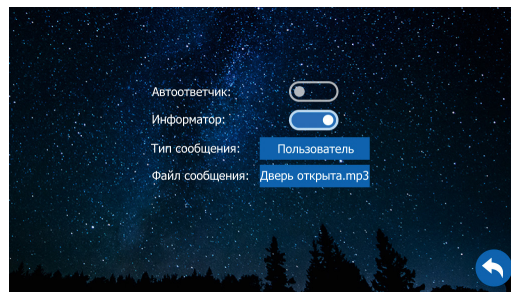 Автоответчик:
Информатор:
Тип сообщения: Пользователь
Файл сообщения: Дверь открыта.mp3